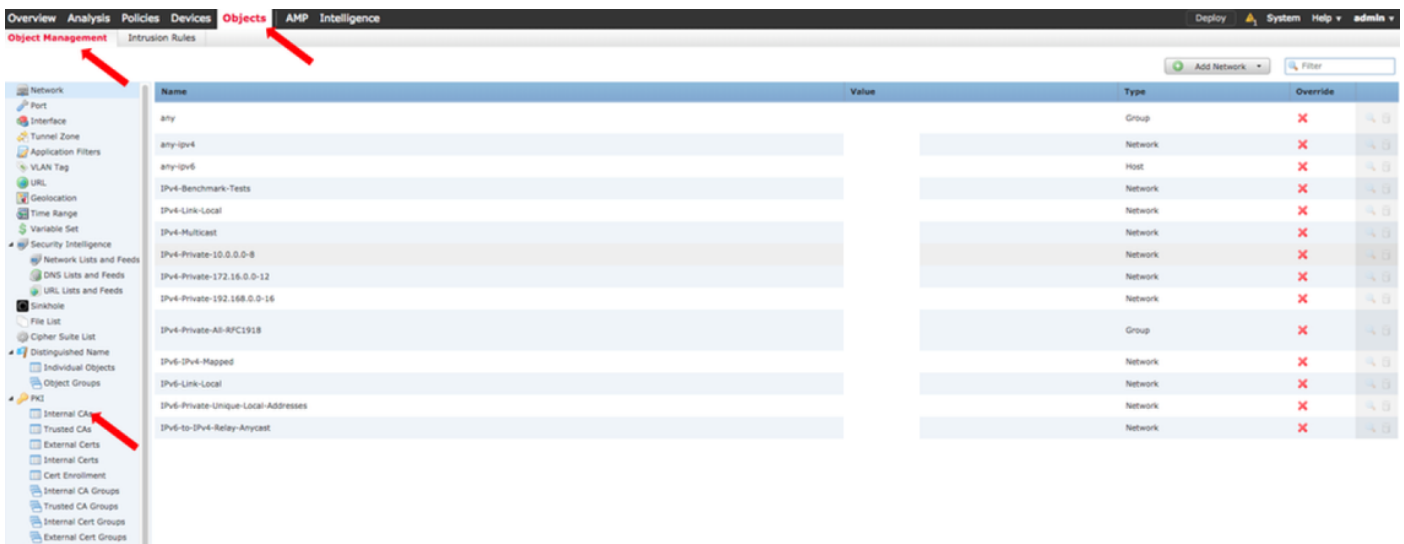 Overview Analysis Policies Devices Objects AMP Intelligence Deploy 1 System Help admin
Object Management Intrusion Rules
Add Network Filter
Name Value Type Override
Network
Port
Interface
Tunnel Zone
Application Filters
VLAN Tag
URL
Geolocation
Time Range
Variable Set
Security Intelligence
Network Lists and Feeds
DNS Lists and Feeds
URL Lists and Feeds
Sinkhole
File List
Cipher Suite List
Distinguished Name
Individual Objects
Object Groups
PKI
Internal CAs
Trusted CAs
External Certs
Internal Certs
Cert Enrollment
Internal CA Groups
Trusted CA Groups
Internal Cert Groups
External Cert Groups
any Group
any-ipv4 Network
any-ipv6 Host
IPv4-Benchmark-Tests Network
IPv4-Link-Local Network
IPv4-Multicast Network
IPv4-Private-10.0.0.0-8 Network
IPv4-Private-172.16.0.0-12 Network
IPv4-Private-192.168.0.0-16 Network
IPv4-Private-All-RFC1918 Group
IPv6-IPv4-Mapped Network
IPv6-Link-Local Network
IPv6-Private-Unique-Local-Addresses Network
IPv6-to-IPv4-Relay-Anycast Network